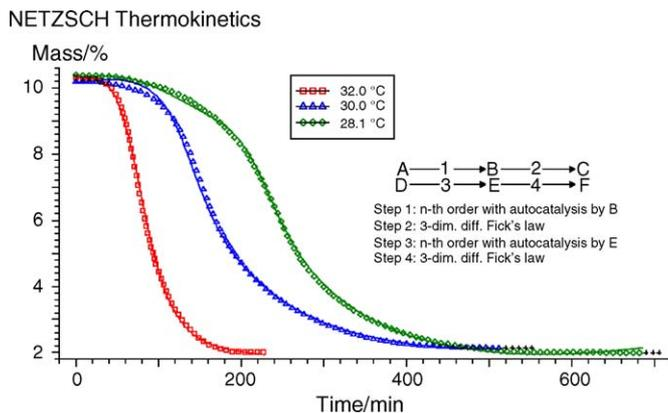 NETZSCH Thermokinetics
Mass/%
10
8
6
4
2
32.0 °C
30.0 °C
28.1 °C
A 1 B 2 C
D 3 E 4 F
Step 1: n-th order with autocatalysis by B
Step 2: 3-dim. diff. Fick's law
Step 3: n-th order with autocatalysis by E
Step 4: 3-dim. diff. Fick's law
0 200 400 600
Time/min